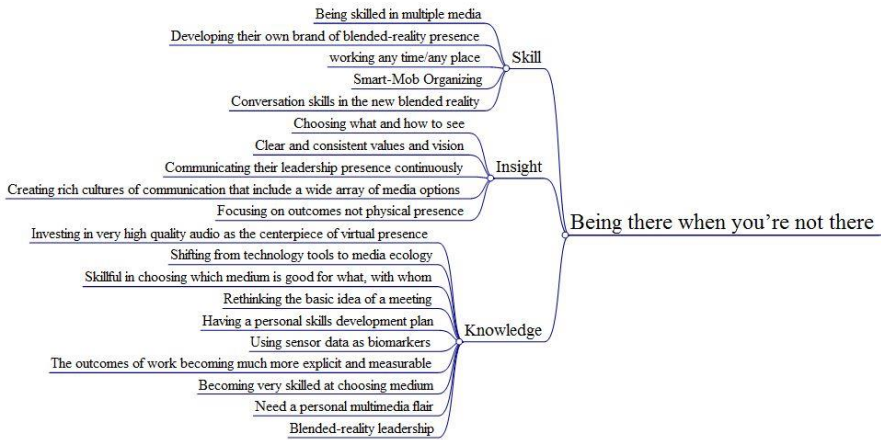 Being skilled in multiple media
Developing their own brand of blended-reality presence
working any time/any place
Smart-Mob Organizing
Conversation skills in the new blended reality
Skill
Choosing what and how to see
Clear and consistent values and vision
Communicating their leadership presence continuously
Creating rich cultures of communication that include a wide array of media options
Focusing on outcomes not physical presence
Insight
Investing in very high quality audio as the centerpiece of virtual presence
Shifting from technology tools to media ecology
Skillful in choosing which medium is good for what, with whom
Rethinking the basic idea of a meeting
Having a personal skills development plan
Using sensor data as biomarkers
The outcomes of work becoming much more explicit and measurable
Becoming very skilled at choosing medium
Need a personal multimedia flair
Blended-reality leadership
Knowledge
Being there when you’re not there